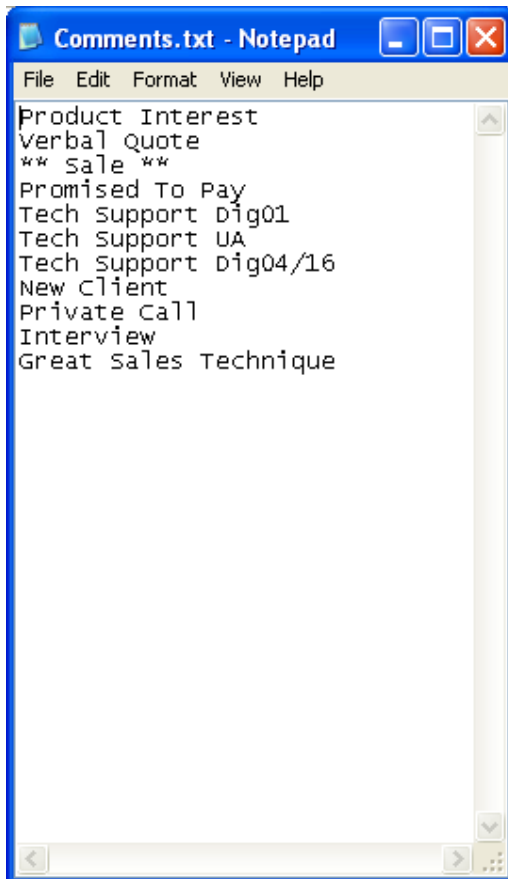 Comments.txt - Notepad
File Edit Format View Help
Product Interest
Verbal Quote
** Sale **
Promised To Pay
Tech Support Dig01
Tech Support UA
Tech Support Dig04/16
New Client
Private Call
Interview
Great Sales Technique